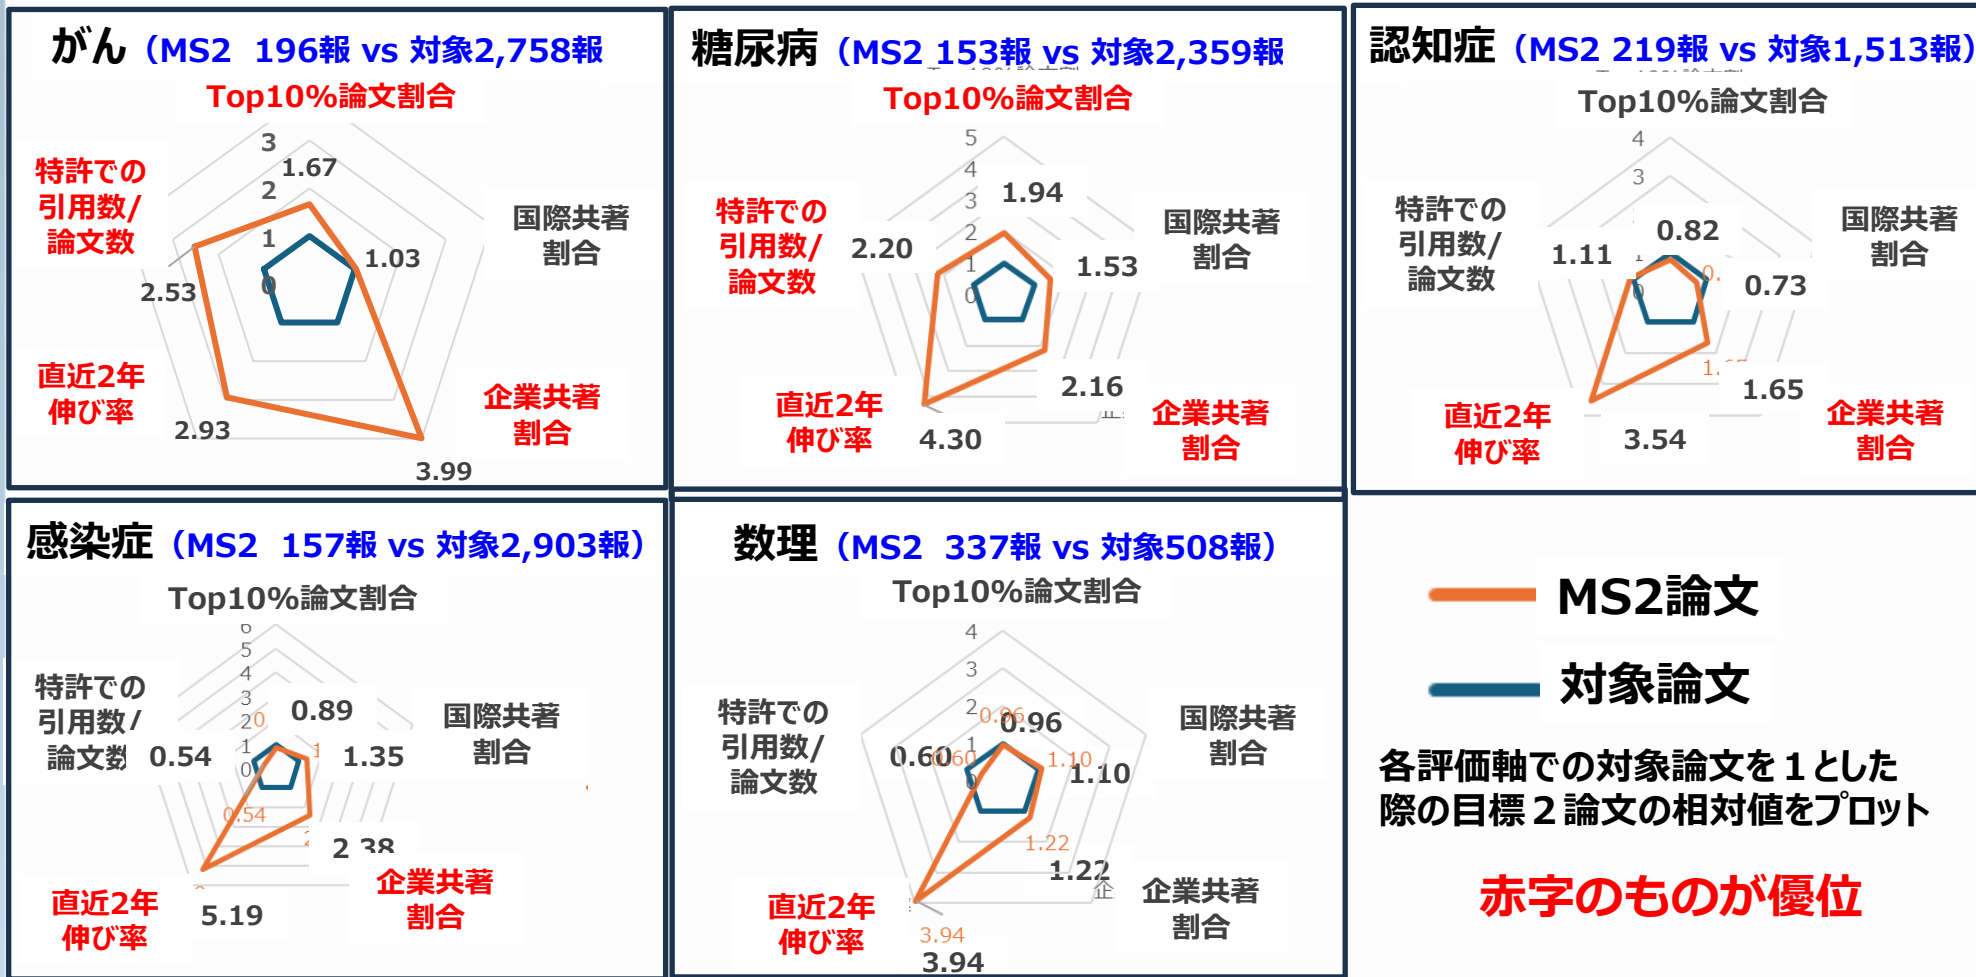 がん（MS2 196報 vs 対象2,758報
Top10%論文割合
3
2
1
0
1.67
特許での
引用数/
論文数
国際共著
割合
1.03
2.53
直近2年
伸び率
2.93
企業共著
割合
3.99
糖尿病（MS2 153報 vs 対象2,359報
Top10%論文割合
5
4
3
2
1
0
1.94
特許での
引用数/
論文数
2.20
国際共著
割合
1.53
2.16
直近2年
伸び率
4.30
企業共著
割合
認知症（MS2 219報 vs 対象1,513報）
Top10%論文割合
4
3
1
0
0.82
特許での
引用数/
論文数
1.11
国際共著
割合
0.73
1.65
直近2年
伸び率
3.54
企業共著
割合
感染症（MS2 157報 vs 対象2,903報）
Top10%論文割合
6
5
4
3
2
1
0
0.89
特許での
引用数/
論文数
0.54
国際共著
割合
1.35
0.54
2.38
直近2年
伸び率
5.19
企業共著
割合
数理（MS2 337報 vs 対象508報）
Top10%論文割合
4
3
2
1
0
0.96
0.96
特許での
引用数/
論文数
0.60
0.60
国際共著
割合
1.10
1.10
1.22
1.22
企
直近2年
伸び率
3.94
3.94
企業共著
割合
MS2論文
対象論文
各評価軸での対象論文を１とした
際の目標２論文の相対値をプロット
赤字のものが優位